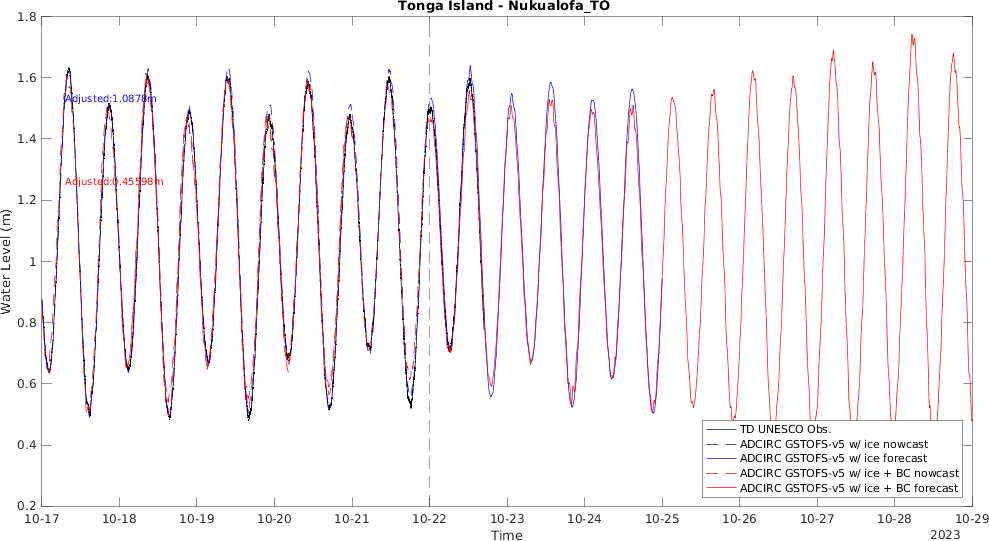 Tonga Island - Nukualofa_TO
1.8
1.6
1.4
1.2
1
0.8
0.6
0.4
0.2
Water Level (m)
Adjusted:1.0878m
Adjusted:0.45598m
TD UNESCO Obs.
ADCIRC GSTOFS-v5 w/ ice nowcast
ADCIRC GSTOFS-v5 w/ ice forecast
ADCIRC GSTOFS-v5 w/ ice + BC nowcast
ADCIRC GSTOFS-v5 w/ ice + BC forecast
10-17 10-18 10-19 10-20 10-21 10-22 10-23 10-24 10-25 10-26 10-27 10-28 10-29
Time
2023